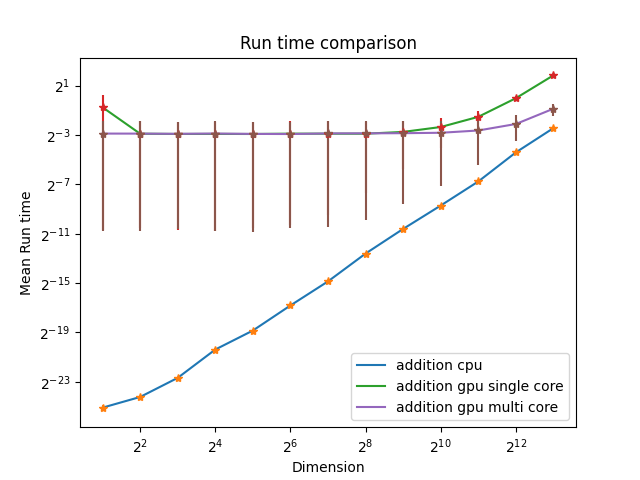 Run time comparison
Mean Run time
2^1
2^-3
2^-7
2^-11
2^-15
2^-19
2^-23
addition cpu
addition gpu single core
addition gpu multi core
2^2 2^4 2^6 2^8 2^10 2^12
Dimension